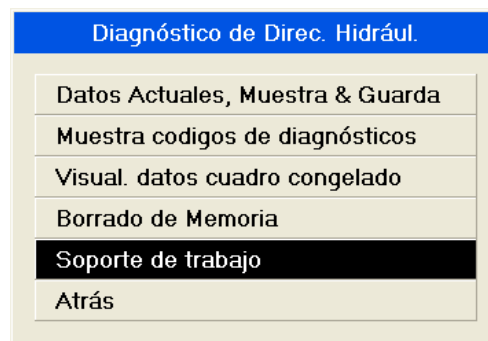 Diagnóstico de Direc. Hidrául.
Datos Actuales, Muestra & Guarda
Muestra codigos de diagnósticos
Visual. datos cuadro congelado
Borrado de Memoria
Soporte de trabajo
Atrás